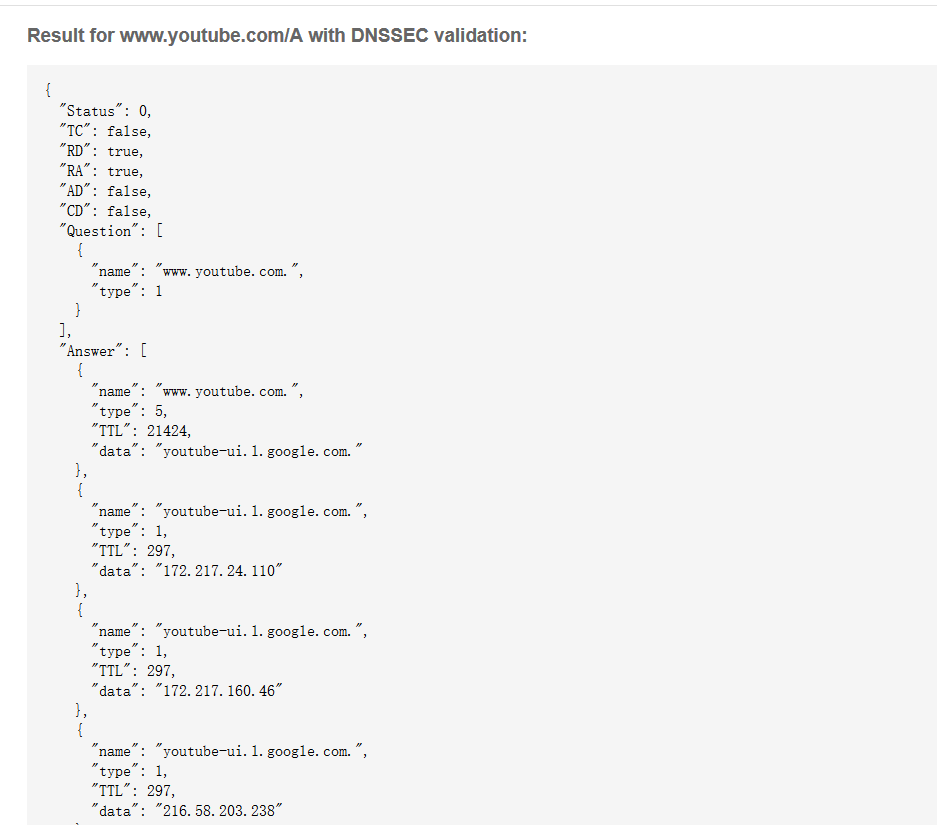 Result for www.youtube.com/A with DNSSEC validation:
{
"Status": 0,
"TC": false,
"RD": true,
"RA": true,
"AD": false,
"CD": false,
"Question": [
{
"name": "www.youtube.com.",
"type": 1
}
],
"Answer": [
{
"name": "www.youtube.com.",
"type": 5,
"TTL": 21424,
"data": "youtube-ui.l.google.com."
},
{
"name": "youtube-ui.l.google.com.",
"type": 1,
"TTL": 297,
"data": "172.217.24.110"
},
{
"name": "youtube-ui.l.google.com.",
"type": 1,
"TTL": 297,
"data": "172.217.160.46"
},
{
"name": "youtube-ui.l.google.com.",
"type": 1,
"TTL": 297,
"data": "216.58.203.238"